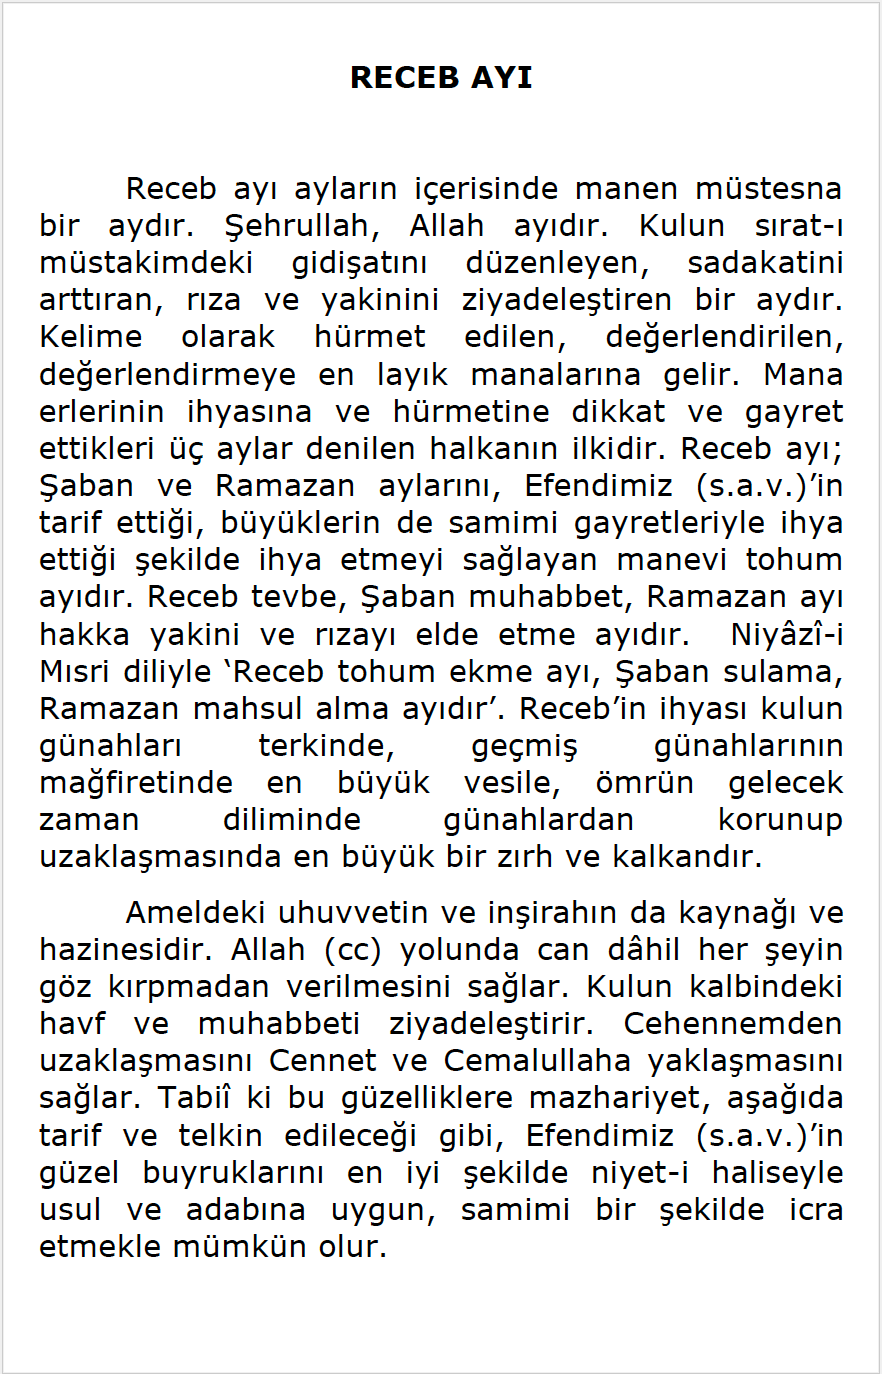 RECEB AYI
Receb ayı ayların içerisinde manen müstesna
bir aydır. Şehrullah, Allah ayıdır. Kulun sırat-ı
müstakimdeki gidişatını düzenleyen, sadakatini
arttıran, rıza ve yakinini ziyadeleştiren bir aydır.
Kelime olarak hürmet edilen, değerlendirilen,
değerlendirmeye en layık manalarına gelir. Mana
erlerinin ihyasına ve hürmetine dikkat ve gayret
ettikleri üç aylar denilen halkanın ilkidir. Receb ayı;
Şaban ve Ramazan aylarını, Efendimiz (s.a.v.)’in
tarif ettiği, büyüklerin de samimi gayretleriyle ihya
ettiği şekilde ihya etmeyi sağlayan manevi tohum
ayıdır. Receb tevbe, Şaban muhabbet, Ramazan ayı
hakka yakini ve rızayı elde etme ayıdır.  Niyâzî-i
Mısri diliyle ‘Receb tohum ekme ayı, Şaban sulama,
Ramazan mahsul alma ayıdır’. Receb’in ihyası kulun
günahları terkinde, geçmiş günahlarının
mağfiretinde en büyük vesile, ömrün gelecek
zaman diliminde günahlardan korunup
uzaklaşmasında en büyük bir zırh ve kalkandır.
Ameldeki uhuvvetin ve inşirahın da kaynağı ve
hazinesidir. Allah (cc) yolunda can dâhil her şeyin
göz kırpmadan verilmesini sağlar. Kulun kalbindeki
havf ve muhabbeti ziyadeleştirir. Cehennemden
uzaklaşmasını Cennet ve Cemalullaha yaklaşmasını
sağlar. Tabiî ki bu güzelliklere mazhariyet, aşağıda
tarif ve telkin edileceği gibi, Efendimiz (s.a.v.)’in
güzel buyruklarını en iyi şekilde niyet-i haliseyle
usul ve adabına uygun, samimi bir şekilde icra
etmekle mümkün olur.